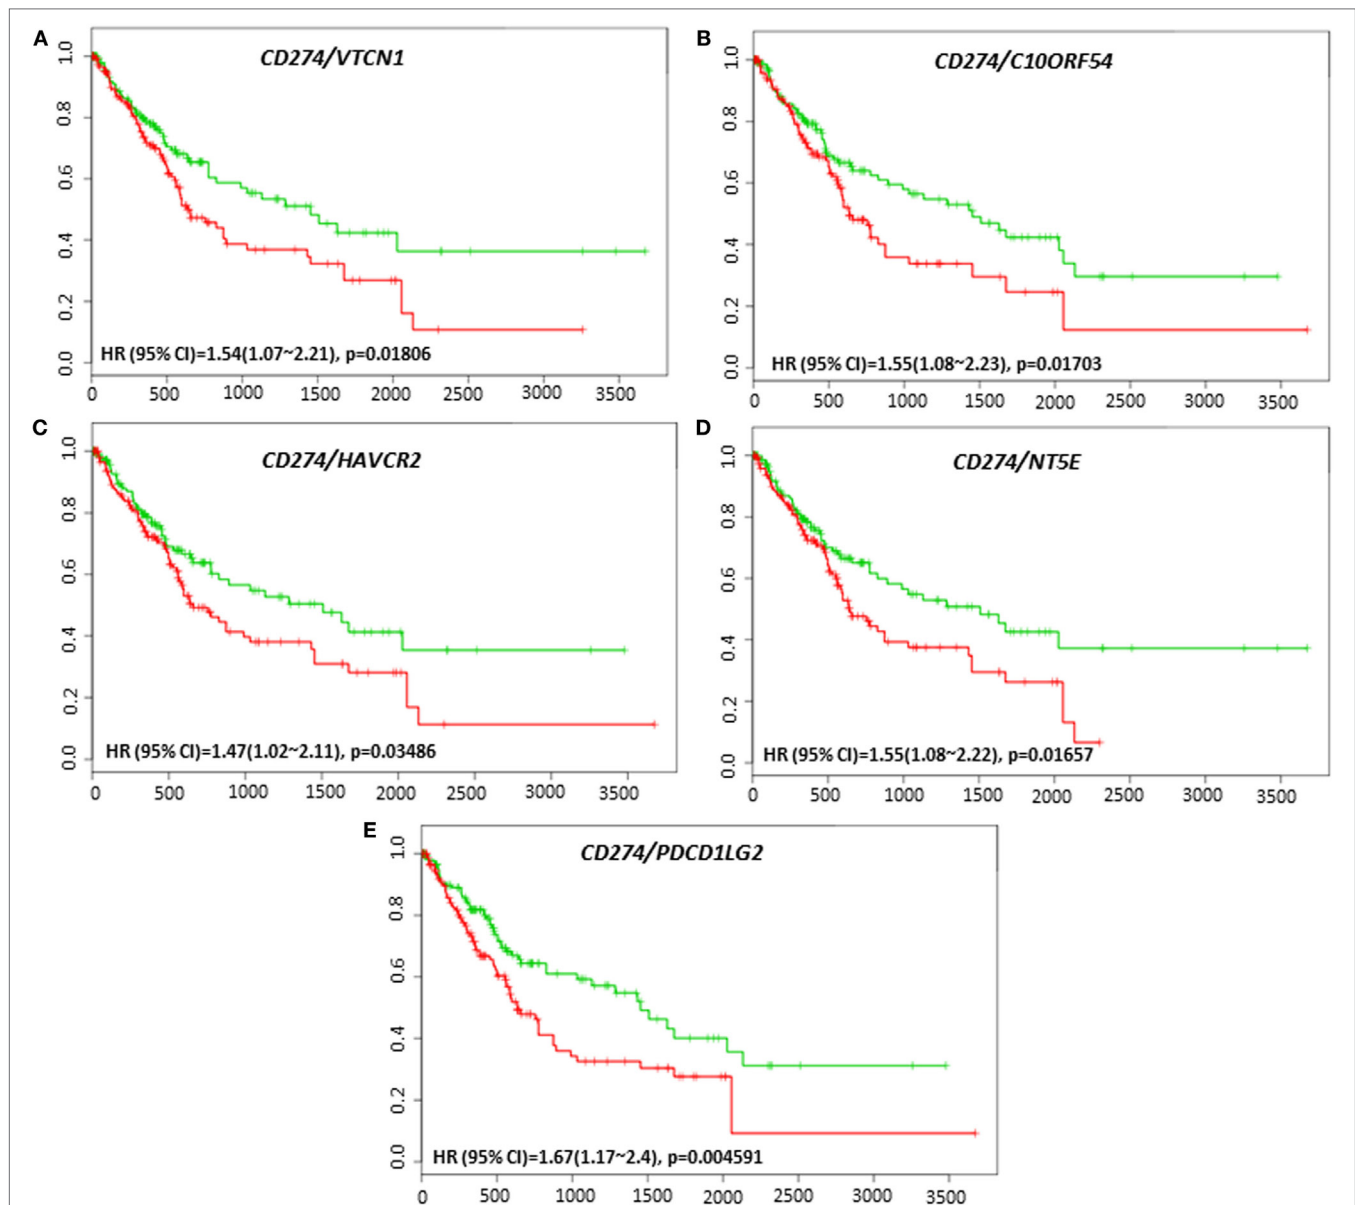 A
CD274/VTCN1
1.0
0.8
0.6
0.4
0.2
0.0
HR (95% CI)=1.54(1.07~2.21), p=0.01806
0 500 1000 1500 2000 2500 3000 3500
B
CD274/C10ORF54
1.0
0.8
0.6
0.4
0.2
0.0
HR (95% CI)=1.55(1.08~2.23), p=0.01703
0 500 1000 1500 2000 2500 3000 3500
C
CD274/HAVCR2
1.0
0.8
0.6
0.4
0.2
0.0
HR (95% CI)=1.47(1.02~2.11), p=0.03486
0 500 1000 1500 2000 2500 3000 3500
D
CD274/NT5E
1.0
0.8
0.6
0.4
0.2
0.0
HR (95% CI)=1.55(1.08~2.22), p=0.01657
0 500 1000 1500 2000 2500 3000 3500
E
CD274/PDCD1LG2
1.0
0.8
0.6
0.4
0.2
0.0
HR (95% CI)=1.67(1.17~2.4), p=0.004591
0 500 1000 1500 2000 2500 3000 3500